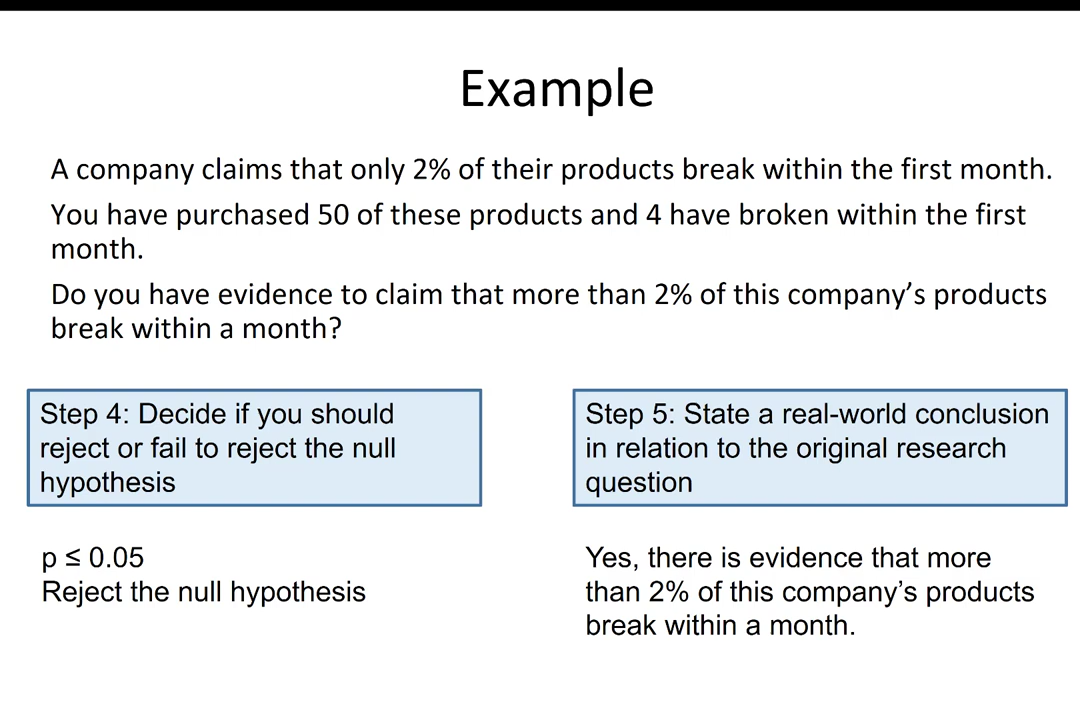 Example
A company claims that only 2% of their products break within the first month.
You have purchased 50 of these products and 4 have broken within the first
month.
Do you have evidence to claim that more than 2% of this company’s products
break within a month?
Step 4: Decide if you should
reject or fail to reject the null
hypothesis
p ≤ 0.05
Reject the null hypothesis
Step 5: State a real-world conclusion
in relation to the original research
question
Yes, there is evidence that more
than 2% of this company’s products
break within a month.